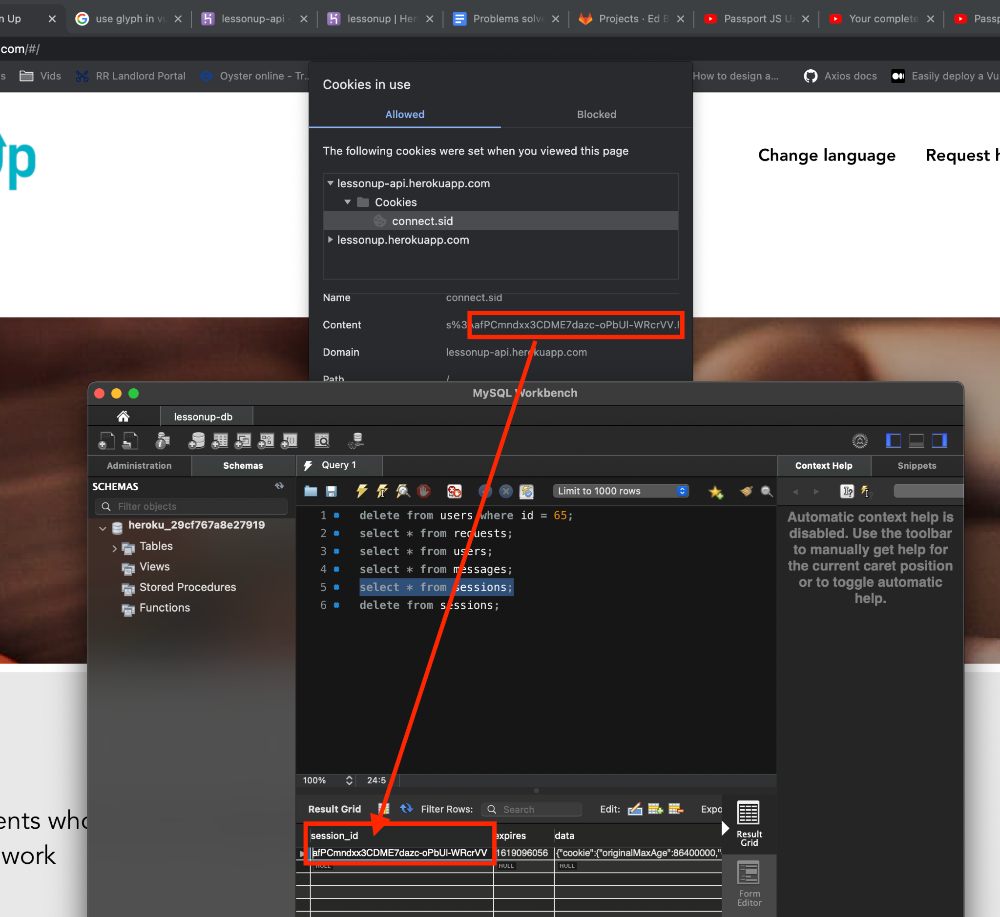 n Up
use glyph in vu
lessonup-api ·
lessonup | Her
Problems solve
Projects · Ed B
Passport JS U
Your complete
Passp
com/#/
s
Vids
RR Landlord Portal
Oyster online - Tr...
How to design a...
Axios docs
Easily deploy a Vu
Cookies in use
Allowed
Blocked
The following cookies were set when you viewed this page
lessonup-api.herokuapp.com
Cookies
connect.sid
lessonup.herokuapp.com
Name connect.sid
Content s%3AafPCmndxx3CDME7dazc-oPbUl-WRcrVV.
Domain lessonup-api.herokuapp.com
Path /
up
Change language
Request h
MySQL Workbench
lessonup-db
Administration
Schemas
Query 1
Context Help
Snippets
SCHEMAS
Filter objects
heroku_29cf767a8e27919
Tables
Views
Stored Procedures
Functions
Limit to 1000 rows
1 delete from users where id = 65;
2 select * from requests;
3 select * from users;
4 select * from messages;
5 select * from sessions;
6 delete from sessions;
Automatic context help is
disabled. Use the toolbar
to manually get help for
the current caret position
or to toggle automatic
help.
100% 24:5
Result Grid
Filter Rows:
Search
Edit:
Expo
session_id expires data
afPCmndxx3CDME7dazc-oPbUl-WRcrVV 1619096056 {"cookie":{"originalMaxAge":86400000,"
NULL NULL NULL
Result
Grid
Form
Editor
ents who
work